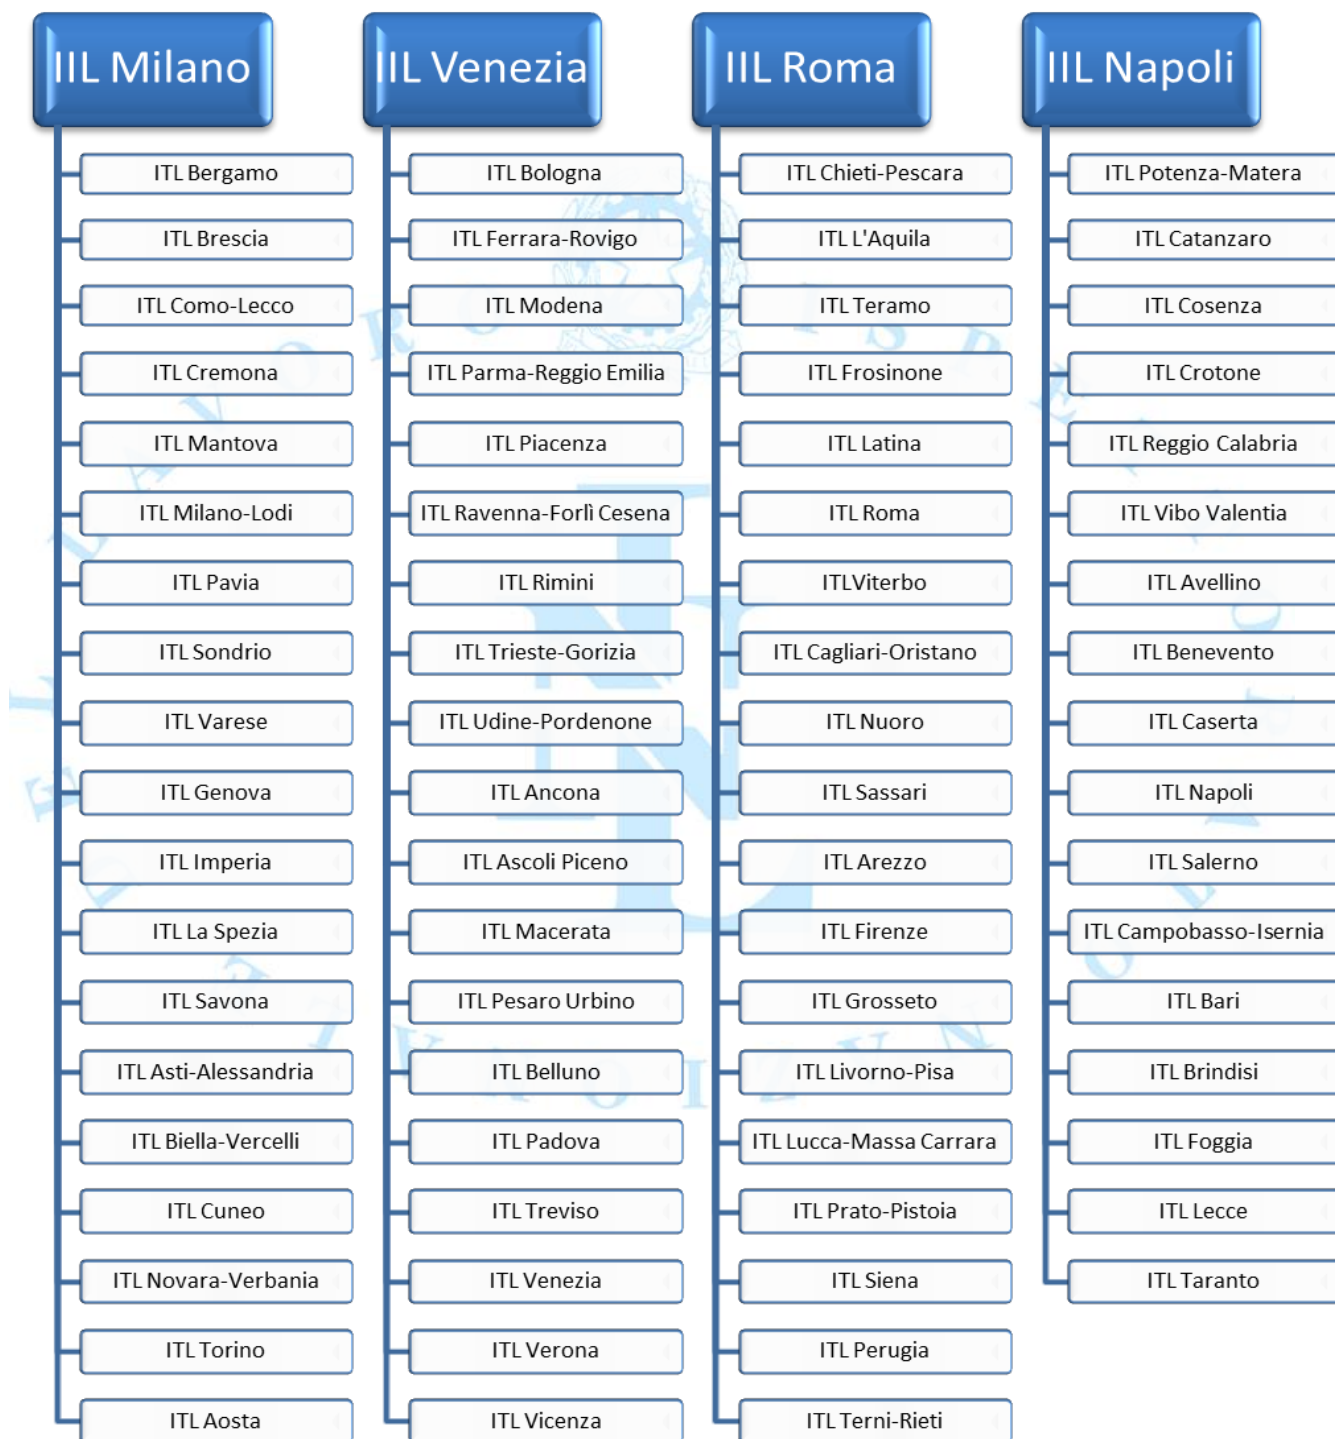 IIL Milano
ITL Bergamo
ITL Brescia
ITL Como-Lecco
ITL Cremona
ITL Mantova
ITL Milano-Lodi
ITL Pavia
ITL Sondrio
ITL Varese
ITL Genova
ITL Imperia
ITL La Spezia
ITL Savona
ITL Asti-Alessandria
ITL Biella-Vercelli
ITL Cuneo
ITL Novara-Verbania
ITL Torino
ITL Aosta
IIL Venezia
ITL Bologna
ITL Ferrara-Rovigo
ITL Modena
ITL Parma-Reggio Emilia
ITL Piacenza
ITL Ravenna-Forlì Cesena
ITL Rimini
ITL Trieste-Gorizia
ITL Udine-Pordenone
ITL Ancona
ITL Ascoli Piceno
ITL Macerata
ITL Pesaro Urbino
ITL Belluno
ITL Padova
ITL Treviso
ITL Venezia
ITL Verona
ITL Vicenza
IIL Roma
ITL Chieti-Pescara
ITL L'Aquila
ITL Teramo
ITL Frosinone
ITL Latina
ITL Roma
ITLViterbo
ITL Cagliari-Oristano
ITL Nuoro
ITL Sassari
ITL Arezzo
ITL Firenze
ITL Grosseto
ITL Livorno-Pisa
ITL Lucca-Massa Carrara
ITL Prato-Pistoia
ITL Siena
ITL Perugia
ITL Terni-Rieti
IIL Napoli
ITL Potenza-Matera
ITL Catanzaro
ITL Cosenza
ITL Crotone
ITL Reggio Calabria
ITL Vibo Valentia
ITL Avellino
ITL Benevento
ITL Caserta
ITL Napoli
ITL Salerno
ITL Campobasso-Isernia
ITL Bari
ITL Brindisi
ITL Foggia
ITL Lecce
ITL Taranto